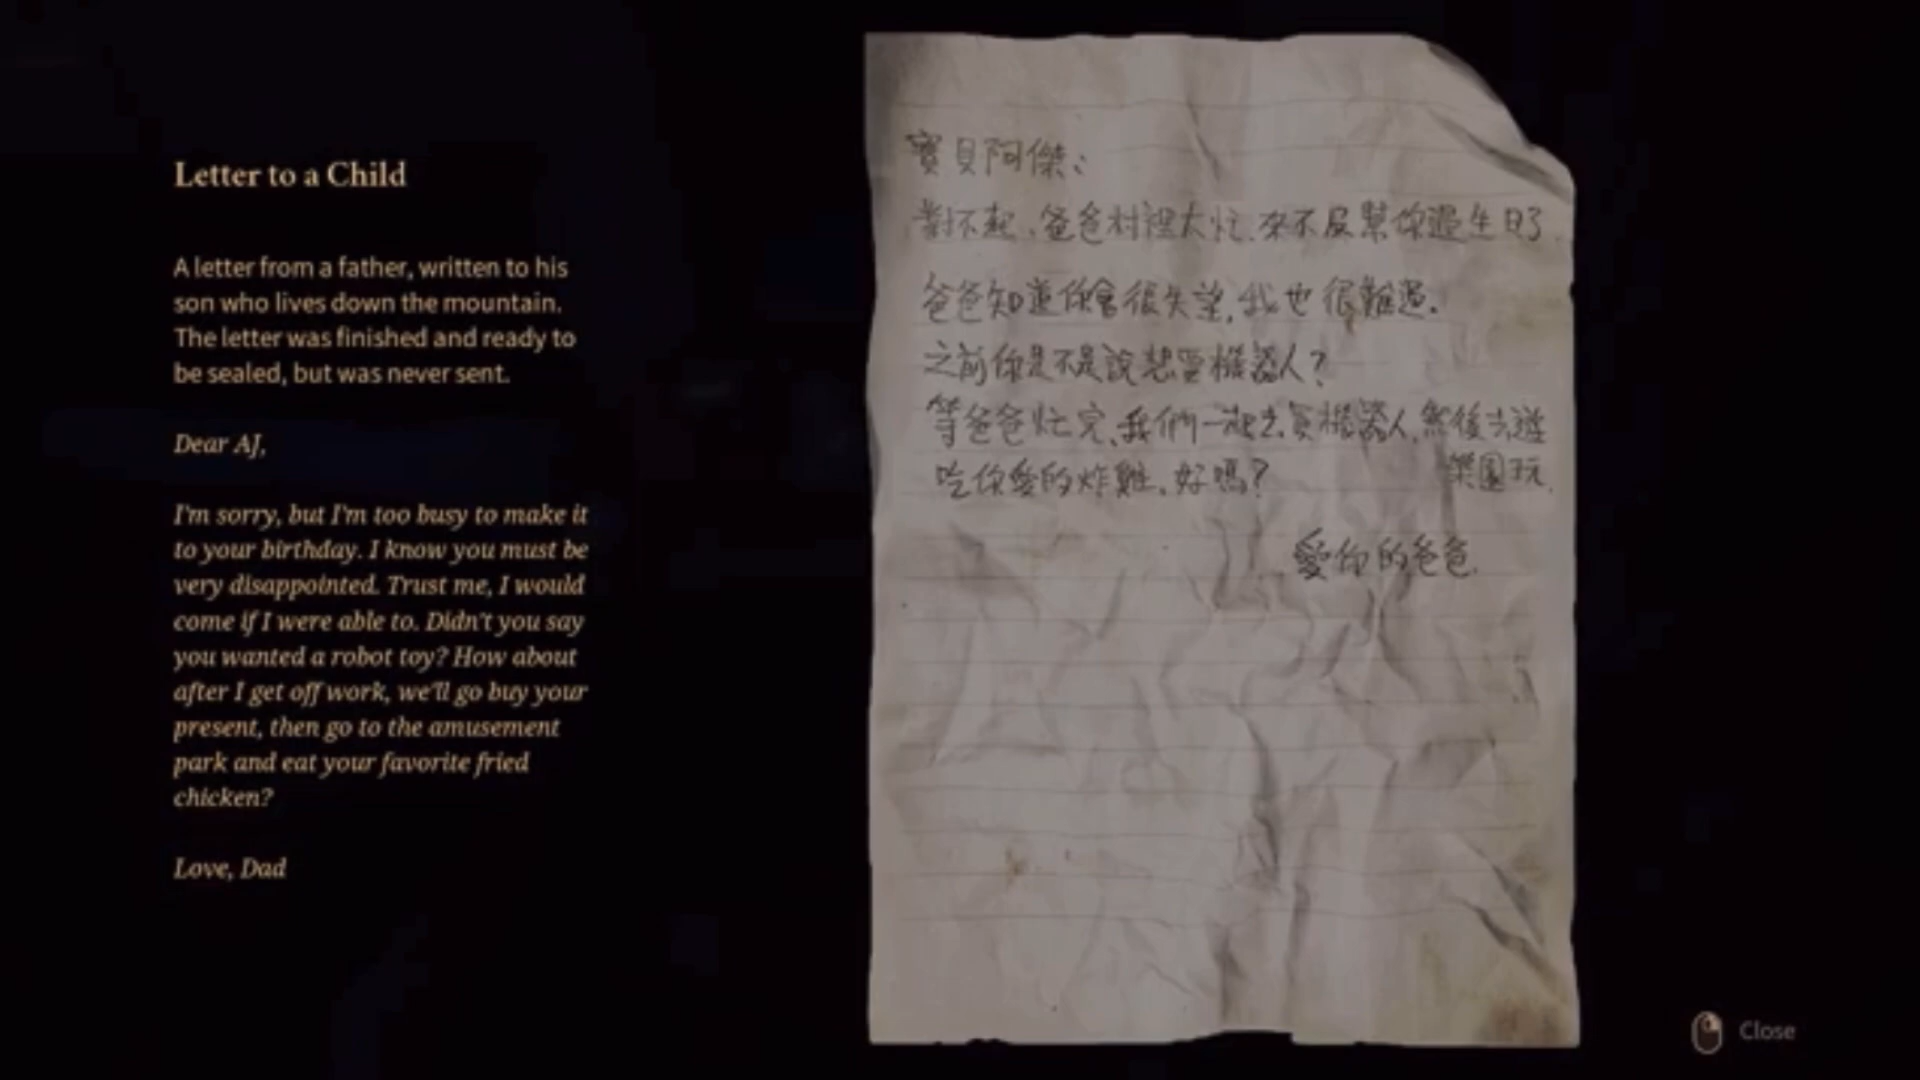 Letter to a Child
A letter from a father, written to his
son who lives down the mountain.
The letter was finished and ready to
be sealed, but was never sent.
Dear AJ,
I'm sorry, but I'm too busy to make it
to your birthday. I know you must be
very disappointed. Trust me, I would
come if I were able to. Didn't you say
you wanted a robot toy? How about
after I get off work, we'll go buy your
present, then go to the amusement
park and eat your favorite fried
chicken?
Love, Dad
寶貝阿傑：
對不起，爸爸村裡太忙，來不及幫你過生日了
爸爸知道你會很失望，我也很難過。
之前你是不是說想要機器人？
等爸爸忙完，我們一起去買機器人，然後去遊
樂園玩，
吃你愛的炸雞，好嗎？
愛你的爸爸
Close